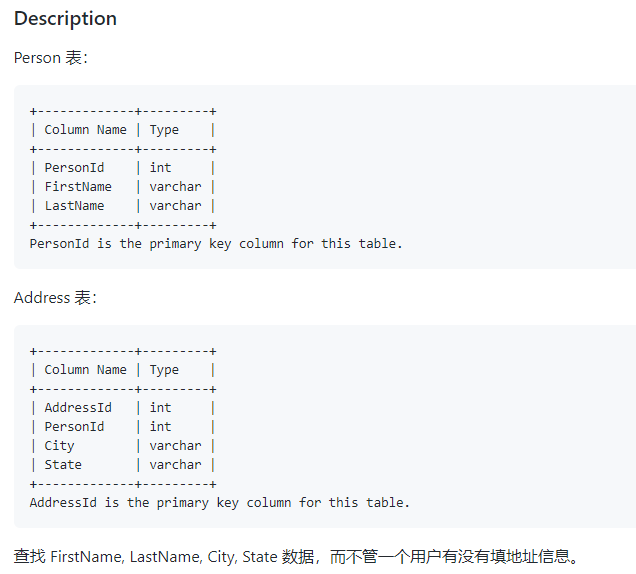 Description
Person 表：
+-------------+---------+
| Column Name | Type    |
+-------------+---------+
| PersonId    | int     |
| FirstName   | varchar |
| LastName    | varchar |
+-------------+---------+
PersonId is the primary key column for this table.
Address 表：
+-------------+---------+
| Column Name | Type    |
+-------------+---------+
| AddressId   | int     |
| PersonId    | int     |
| City        | varchar |
| State       | varchar |
+-------------+---------+
AddressId is the primary key column for this table.
查找 FirstName, LastName, City, State 数据，而不管一个用户有没有填地址信息。